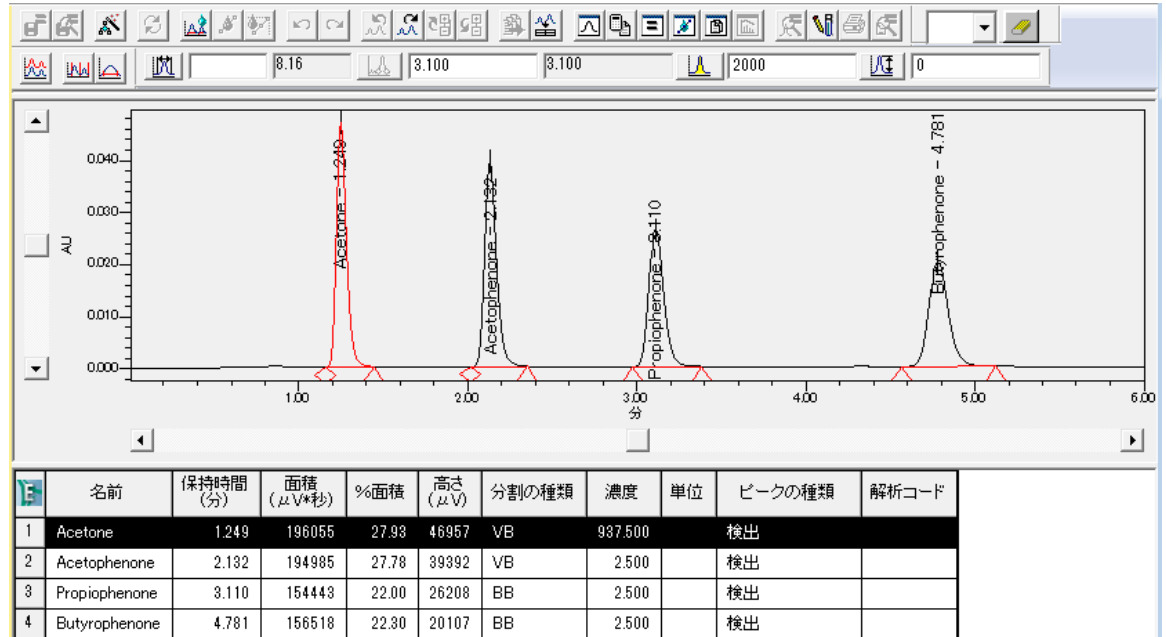 8.16 3.100 3.100 2000 0
Acetone - 1.249
Acetophenone - 2.132
Propiophenone - 3.110
Butyrophenone - 4.781
AU
0.040
0.030
0.020
0.010
0.000
1.00 2.00 3.00 4.00 5.00 6.00
分
名前 保持時間 (分) 面積 (μV*秒) %面積 高さ (μV) 分割の種類 濃度 単位 ピークの種類 解析コード
1 Acetone 1.249 196055 27.93 46957 VB 937.500 検出
2 Acetophenone 2.132 194985 27.78 39392 VB 2.500 検出
3 Propiophenone 3.110 154443 22.00 26208 BB 2.500 検出
4 Butyrophenone 4.781 156518 22.30 20107 BB 2.500 検出